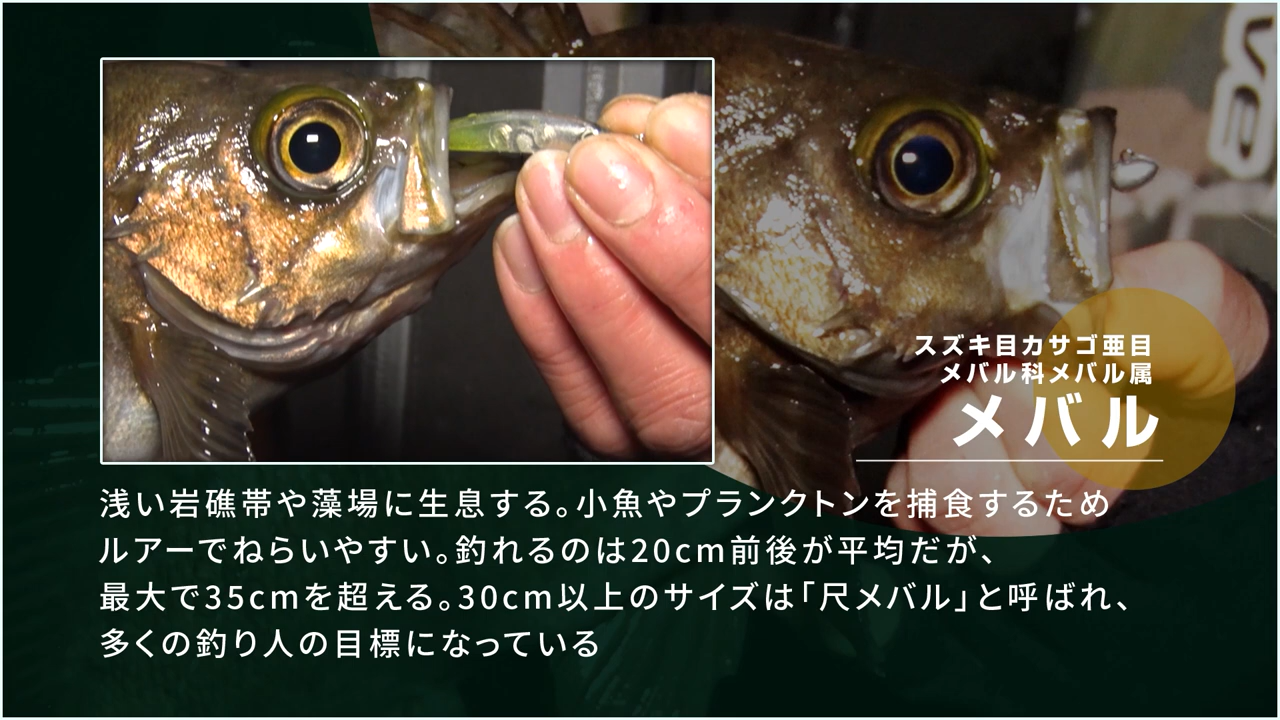 スズキ目カサゴ亜目
メバル科メバル属
メバル
浅い岩礁帯や藻場に生息する。小魚やプランクトンを捕食するため
ルアーでねらいやすい。釣れるのは20cm前後が平均だが、
最大で35cmを超える。30cm以上のサイズは「尺メバル」と呼ばれ、
多くの釣り人の目標になっている